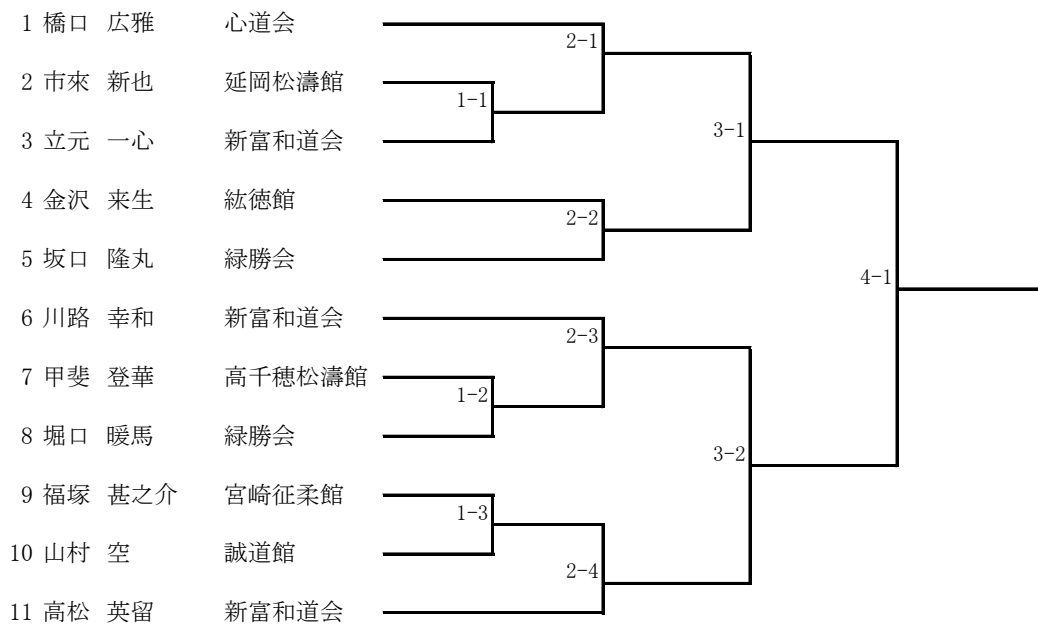 1 橋口 広雅 心道会
2-1
2 市來 新也 延岡松濤館
1-1
3 立元 一心 新富和道会
3-1
4 金沢 来生 紘徳館
2-2
5 坂口 隆丸 緑勝会
4-1
6 川路 幸和 新富和道会
2-3
7 甲斐 登華 高千穂松濤館
1-2
8 堀口 暖馬 緑勝会
3-2
9 福塚 甚之介 宮崎征柔館
1-3
10 山村 空 誠道館
2-4
11 高松 英留 新富和道会